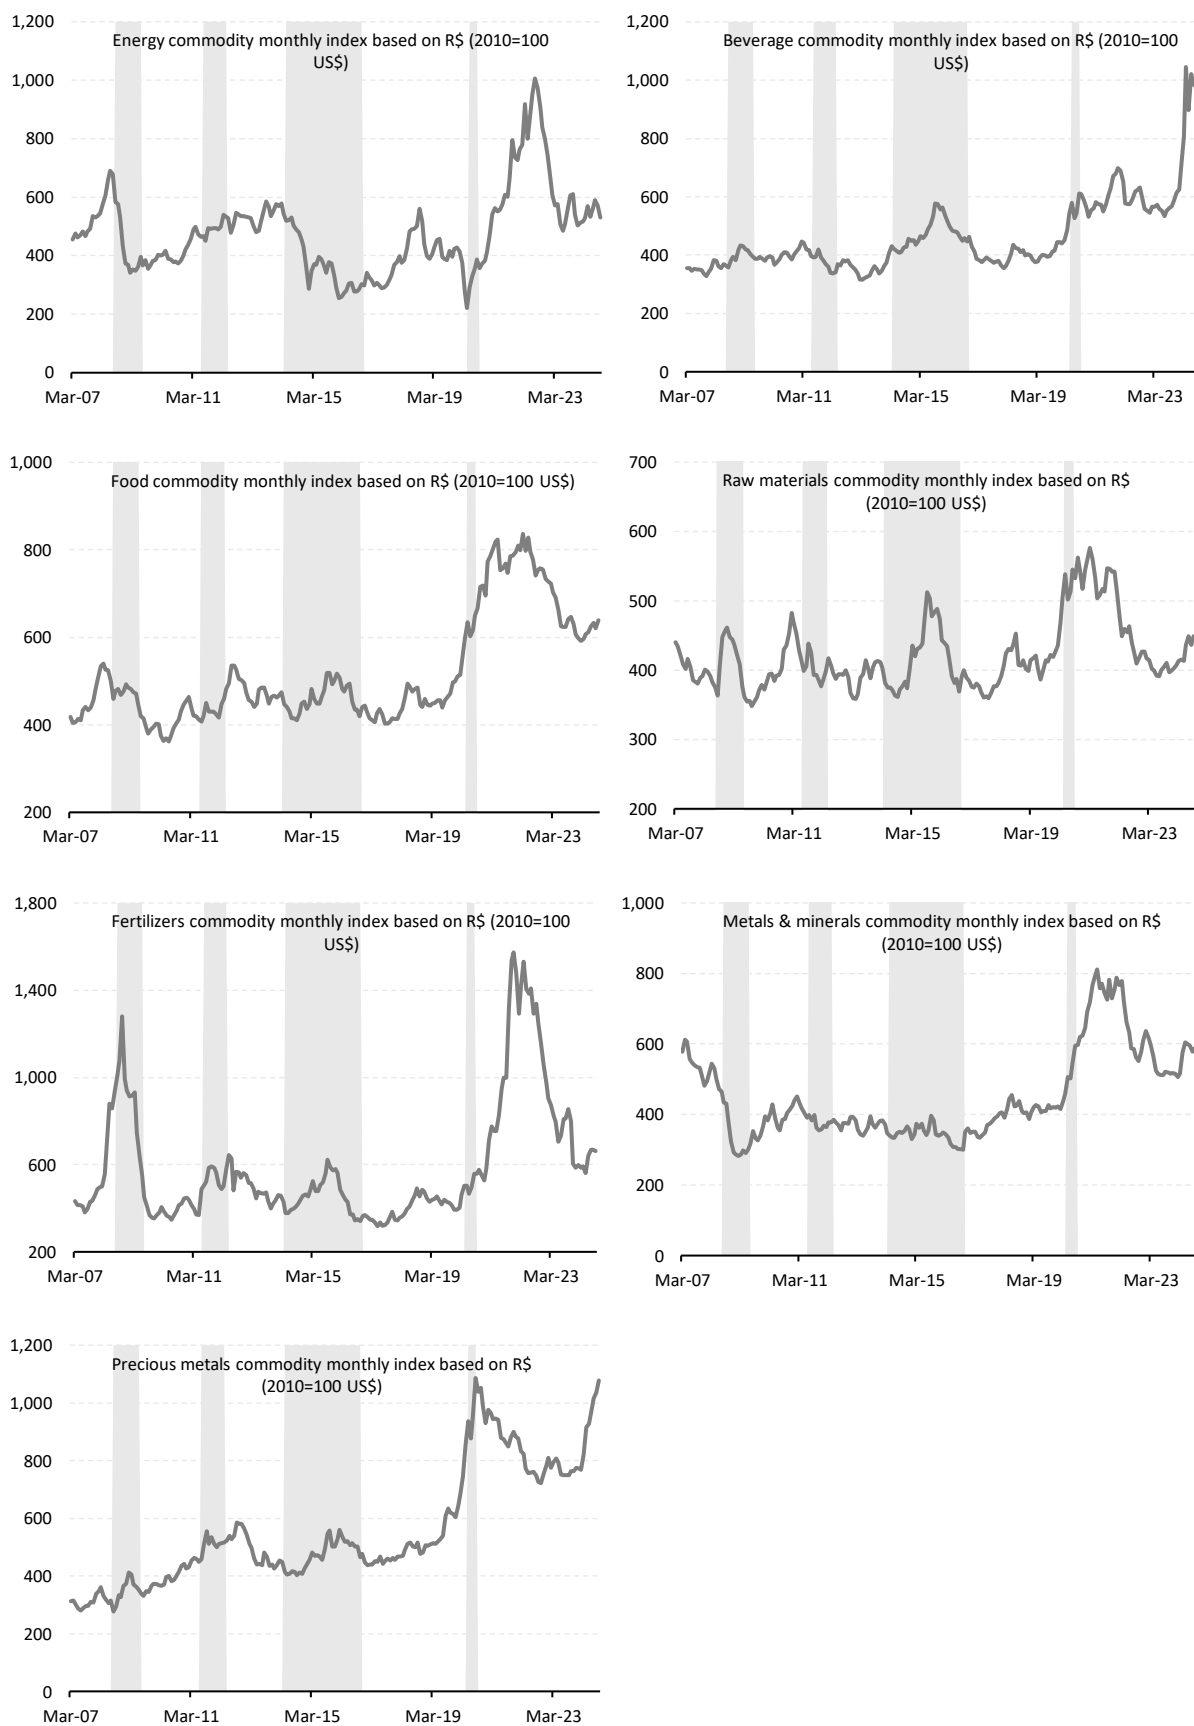 1,200
Energy commodity monthly index based on R$ (2010=100
US$)
1,000
800
600
400
200
0
Mar-07 Mar-11 Mar-15 Mar-19 Mar-23
1,200
Beverage commodity monthly index based on R$ (2010=100
US$)
1,000
800
600
400
200
0
Mar-07 Mar-11 Mar-15 Mar-19 Mar-23
1,000
Food commodity monthly index based on R$ (2010=100 US$)
800
600
400
200
Mar-07 Mar-11 Mar-15 Mar-19 Mar-23
700
Raw materials commodity monthly index based on R$
(2010=100 US$)
600
500
400
300
200
Mar-07 Mar-11 Mar-15 Mar-19 Mar-23
1,800
Fertilizers commodity monthly index based on R$ (2010=100
US$)
1,400
1,000
600
200
Mar-07 Mar-11 Mar-15 Mar-19 Mar-23
1,000
Metals & minerals commodity monthly index based on R$
(2010=100 US$)
800
600
400
200
0
Mar-07 Mar-11 Mar-15 Mar-19 Mar-23
1,200
Precious metals commodity monthly index based on R$
(2010=100 US$)
1,000
800
600
400
200
0
Mar-07 Mar-11 Mar-15 Mar-19 Mar-23